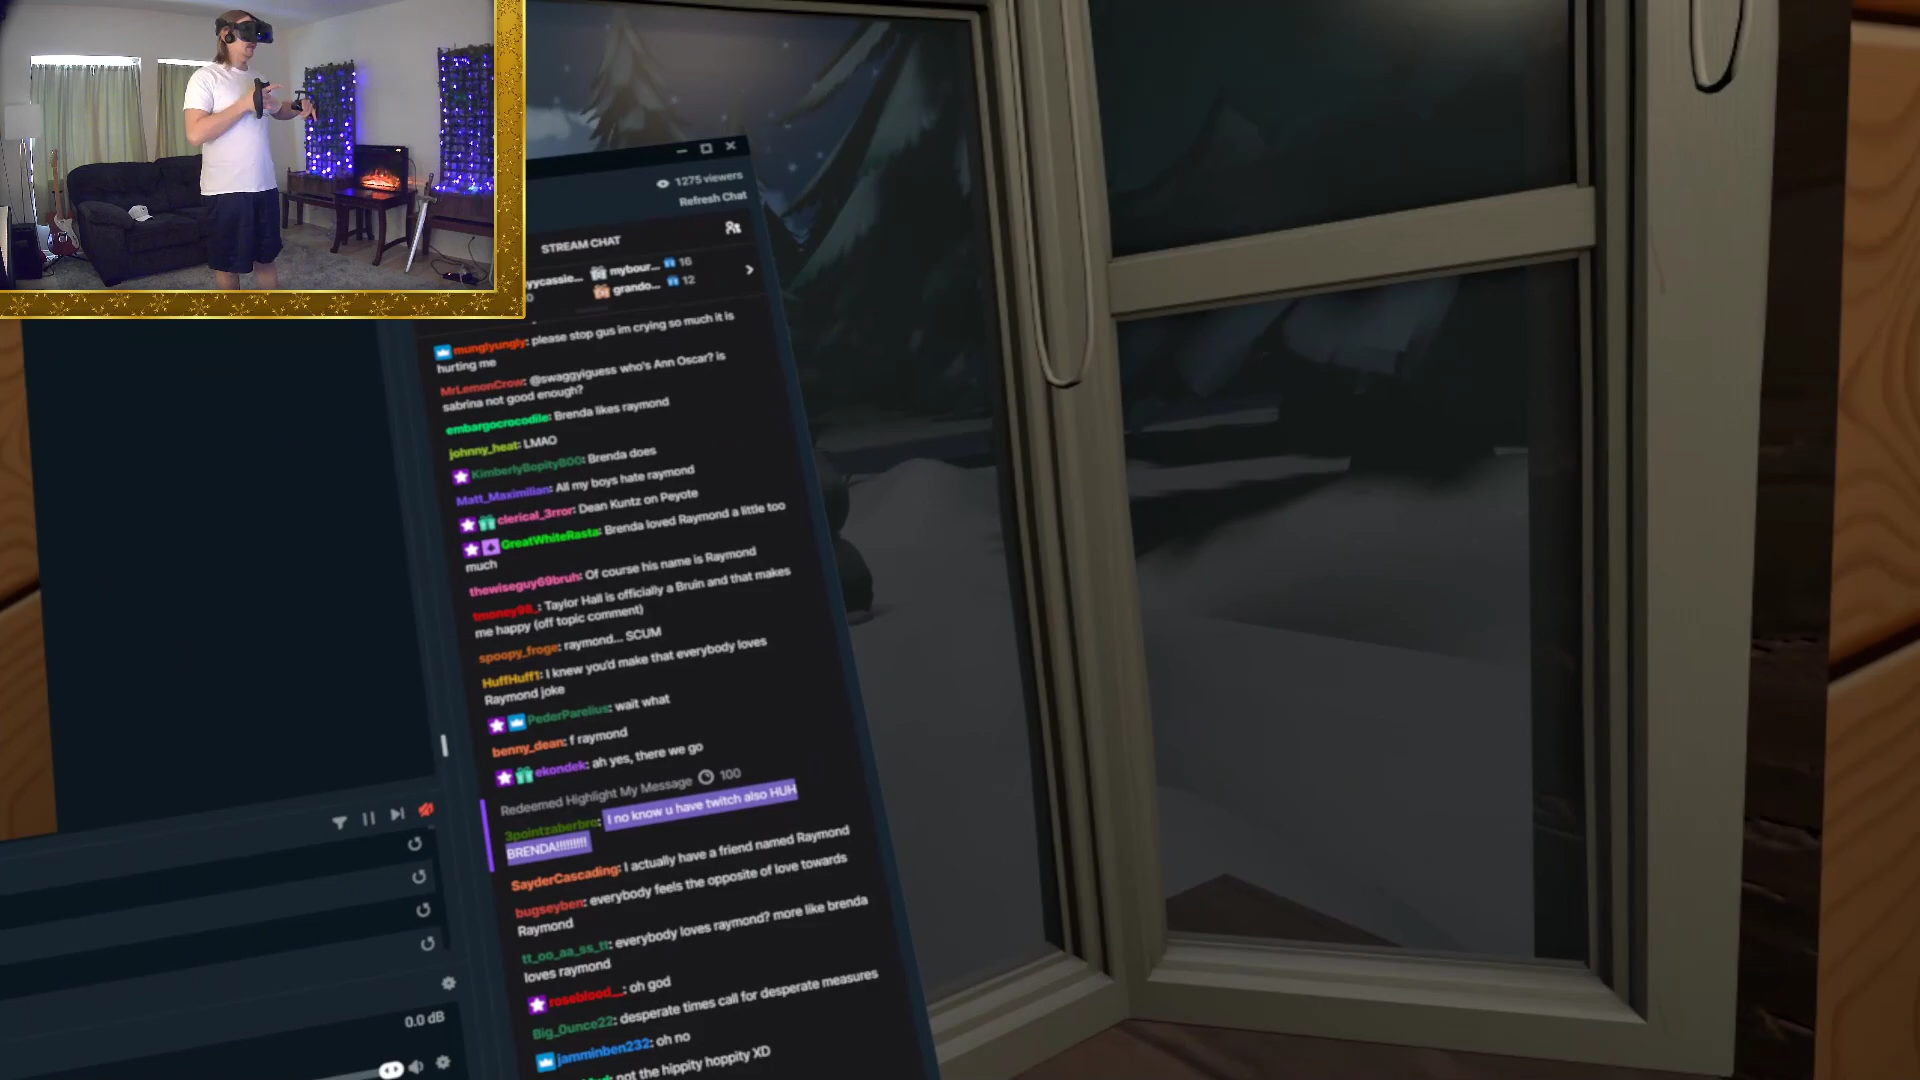 1275 viewers
Refresh Chat
STREAM CHAT
yycassie... mybour... 16
0 grando... 12
munglyungly: please stop gus im crying so much it is
hurting me
MrLemonCrow: @swaggyiguess who's Ann Oscar? is
sabrina not good enough?
embargocrocodile: Brenda likes raymond
johnny_heat: LMAO
KimberlyBopityB00: Brenda does
Matt_Maximilian: All my boys hate raymond
clerical_3rror: Dean Kuntz on Peyote
GreatWhiteRasta: Brenda loved Raymond a little too
much
thewiseguy69bruh: Of course his name is Raymond
tmoney98_: Taylor Hall is officially a Bruin and that makes
me happy (off topic comment)
spoopy_froge: raymond... SCUM
HuffHuff1: I knew you'd make that everybody loves
Raymond joke
PederParelius: wait what
benny_dean: f raymond
ekondek: ah yes, there we go
Redeemed Highlight My Message 100
3pointzaberbro: I no know u have twitch also HUH
BRENDA!!!!!!!!!
SayderCascading: I actually have a friend named Raymond
bugseyben: everybody feels the opposite of love towards
Raymond
tt_oo_aa_ss_tt: everybody loves raymond? more like brenda
loves raymond
roseblood__: oh god
Big_0unce22: desperate times call for desperate measures
jamminben232: oh no
not the hippity hoppity XD
0.0 dB